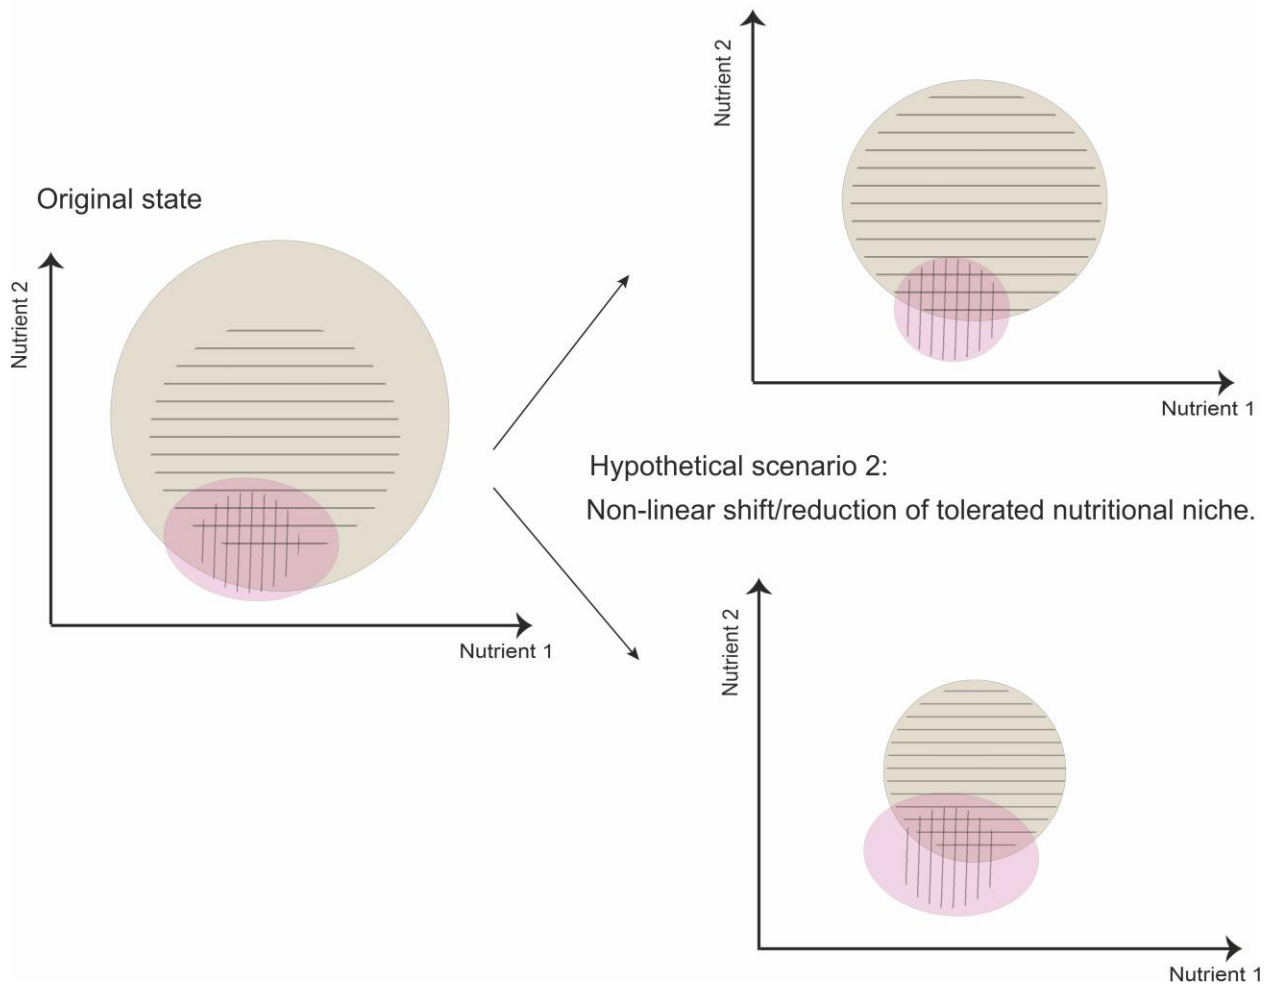 Nutrient 2
Original state
Nutrient 2
Nutrient 1
Hypothetical scenario 2:
Non-linear shift/reduction of tolerated nutritional niche.
Nutrient 1
Nutrient 2
Nutrient 1